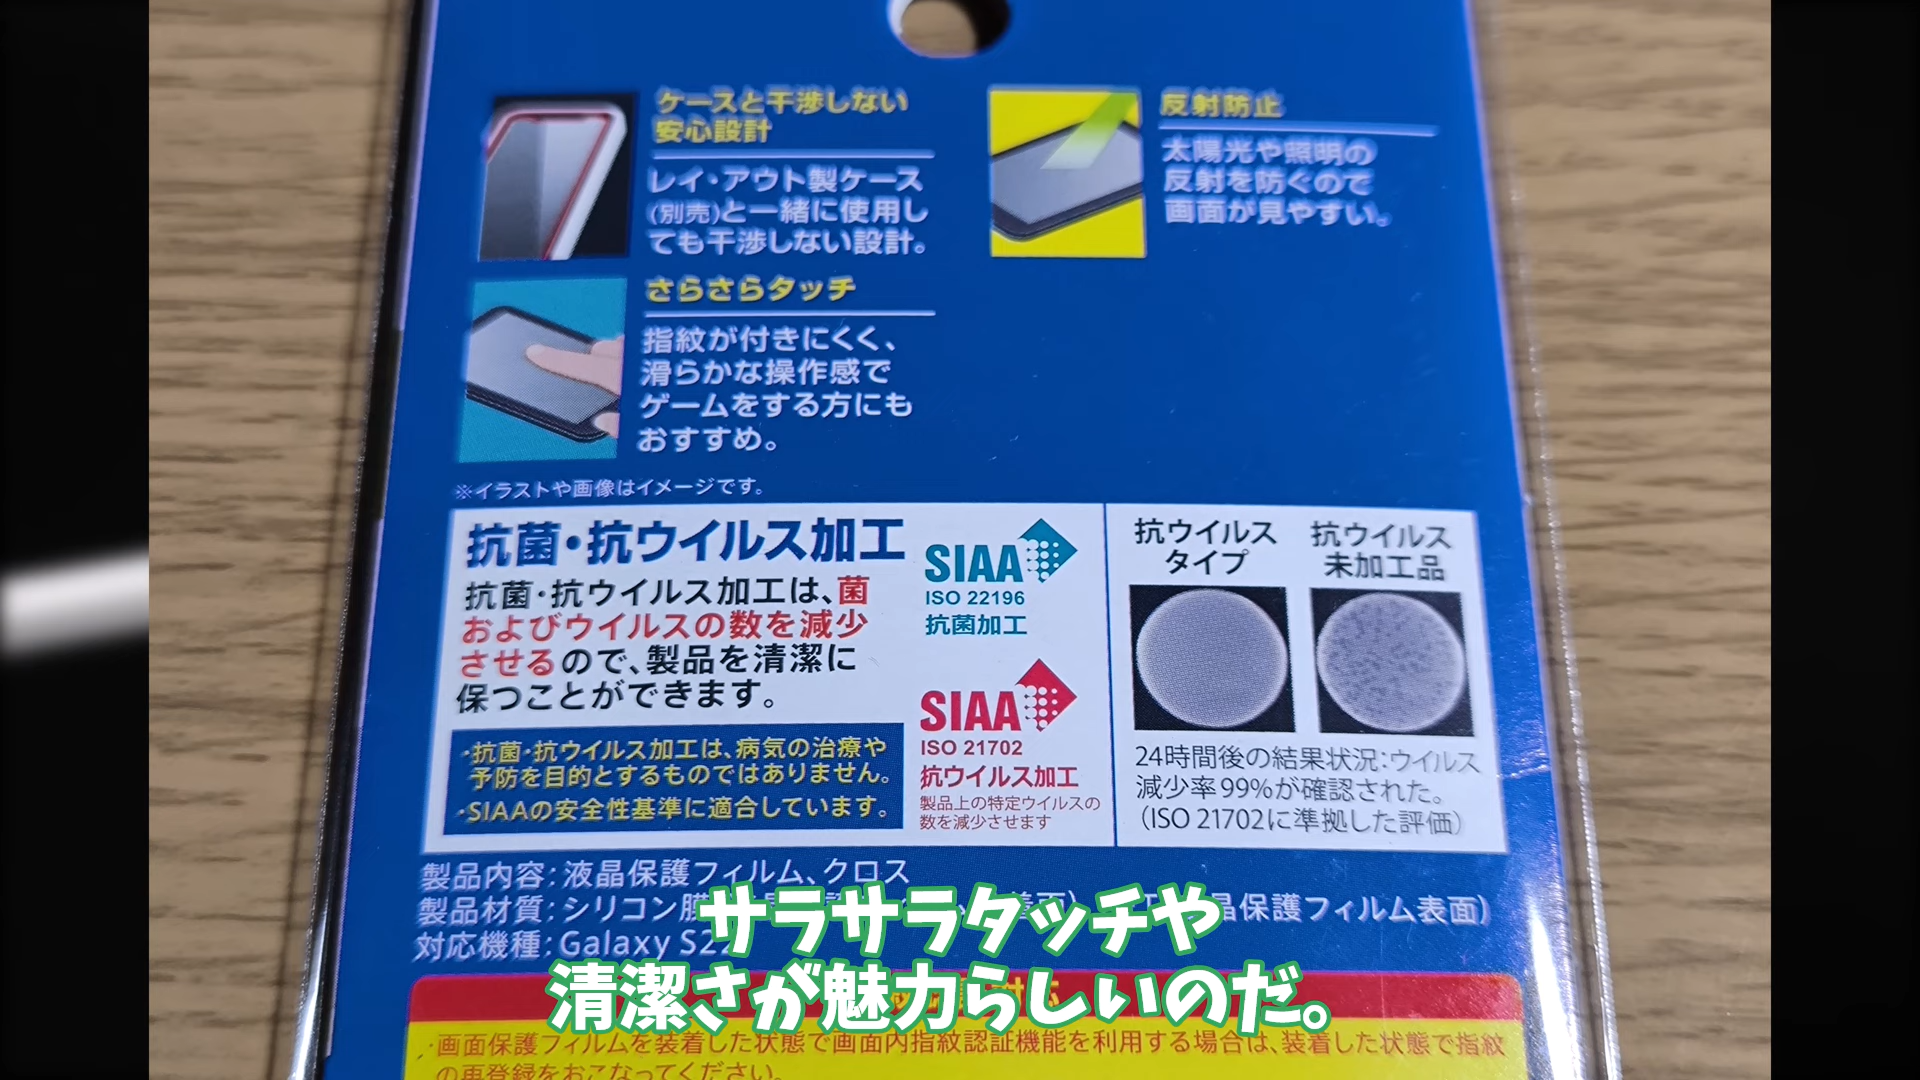 ケースと干渉しない
安心設計
レイ・アウト製ケース
(別売)と一緒に使用し
ても干渉しない設計。
反射防止
太陽光や照明の
反射を防ぐので
画面が見やすい。
さらさらタッチ
指紋が付きにくく、
滑らかな操作感で
ゲームをする方にも
おすすめ。
※イラストや画像はイメージです。
抗菌・抗ウイルス加工
抗菌・抗ウイルス加工は、菌
およびウイルスの数を減少
させるので、製品を清潔に
保つことができます。
・抗菌・抗ウイルス加工は、病気の治療や
予防を目的とするものではありません。
・SIAAの安全性基準に適合しています。
SIAA
ISO 22196
抗菌加工
SIAA
ISO 21702
抗ウイルス加工
製品上の特定ウイルスの
数を減少させます
抗ウイルス
タイプ
抗ウイルス
未加工品
24時間後の結果状況:ウイルス
減少率99%が確認された。
(ISO 21702に準拠した評価)
製品内容:液晶保護フィルム、クロス
製品材質:シリコン膜 晶保護フィルム表面)
対応機種:Galaxy S22
サラサラタッチや
清潔さが魅力らしいのだ。
・画面保護フィルムを装着した状態で画面内指紋認証機能を利用する場合は、装着した状態で指紋
の再登録をおこなってください。